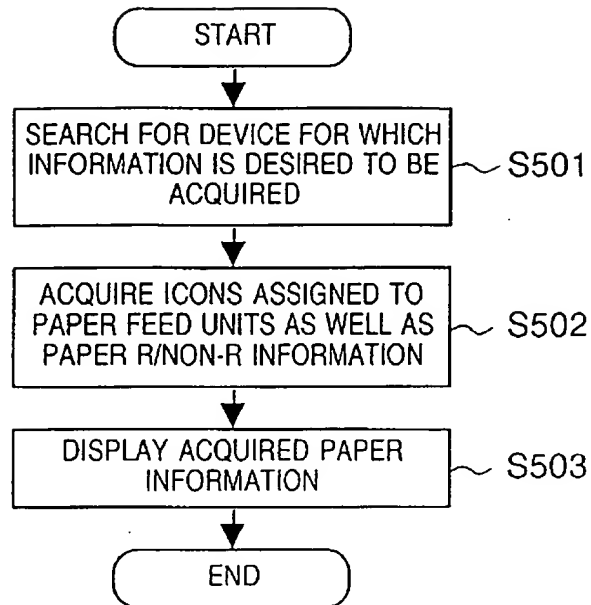 START
SEARCH FOR DEVICE FOR WHICH
INFORMATION IS DESIRED TO BE
ACQUIRED
S501
ACQUIRE ICONS ASSIGNED TO
PAPER FEED UNITS AS WELL AS
PAPER R/NON-R INFORMATION
S502
DISPLAY ACQUIRED PAPER
INFORMATION
S503
END